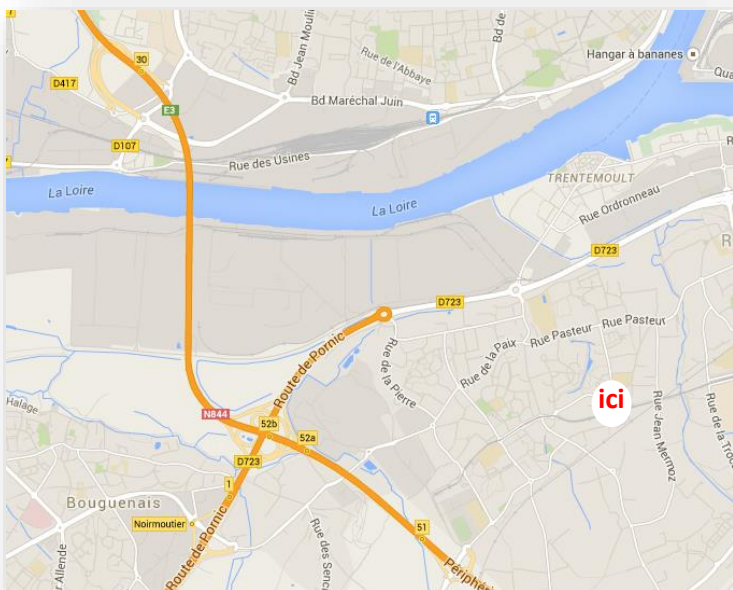 30
Bd Jean Moulin
Bd de
Rue de l'Abbaye
Hangar à bananes
D417
E3
Bd Maréchal Juin
D107
Rue des Usines
La Loire
La Loire
TRENTEMOULT
Rue Ordronneau
D723
D723
Rue Pasteur
Rue Pasteur
Rue de la Paix
Route de Pornic
Rue de la Pierre
ici
Rue Jean Mermoz
Halage
N844
52b
52a
D723
1
Bouguenais
Noirmoutier
51
Route de Pornic
Allende